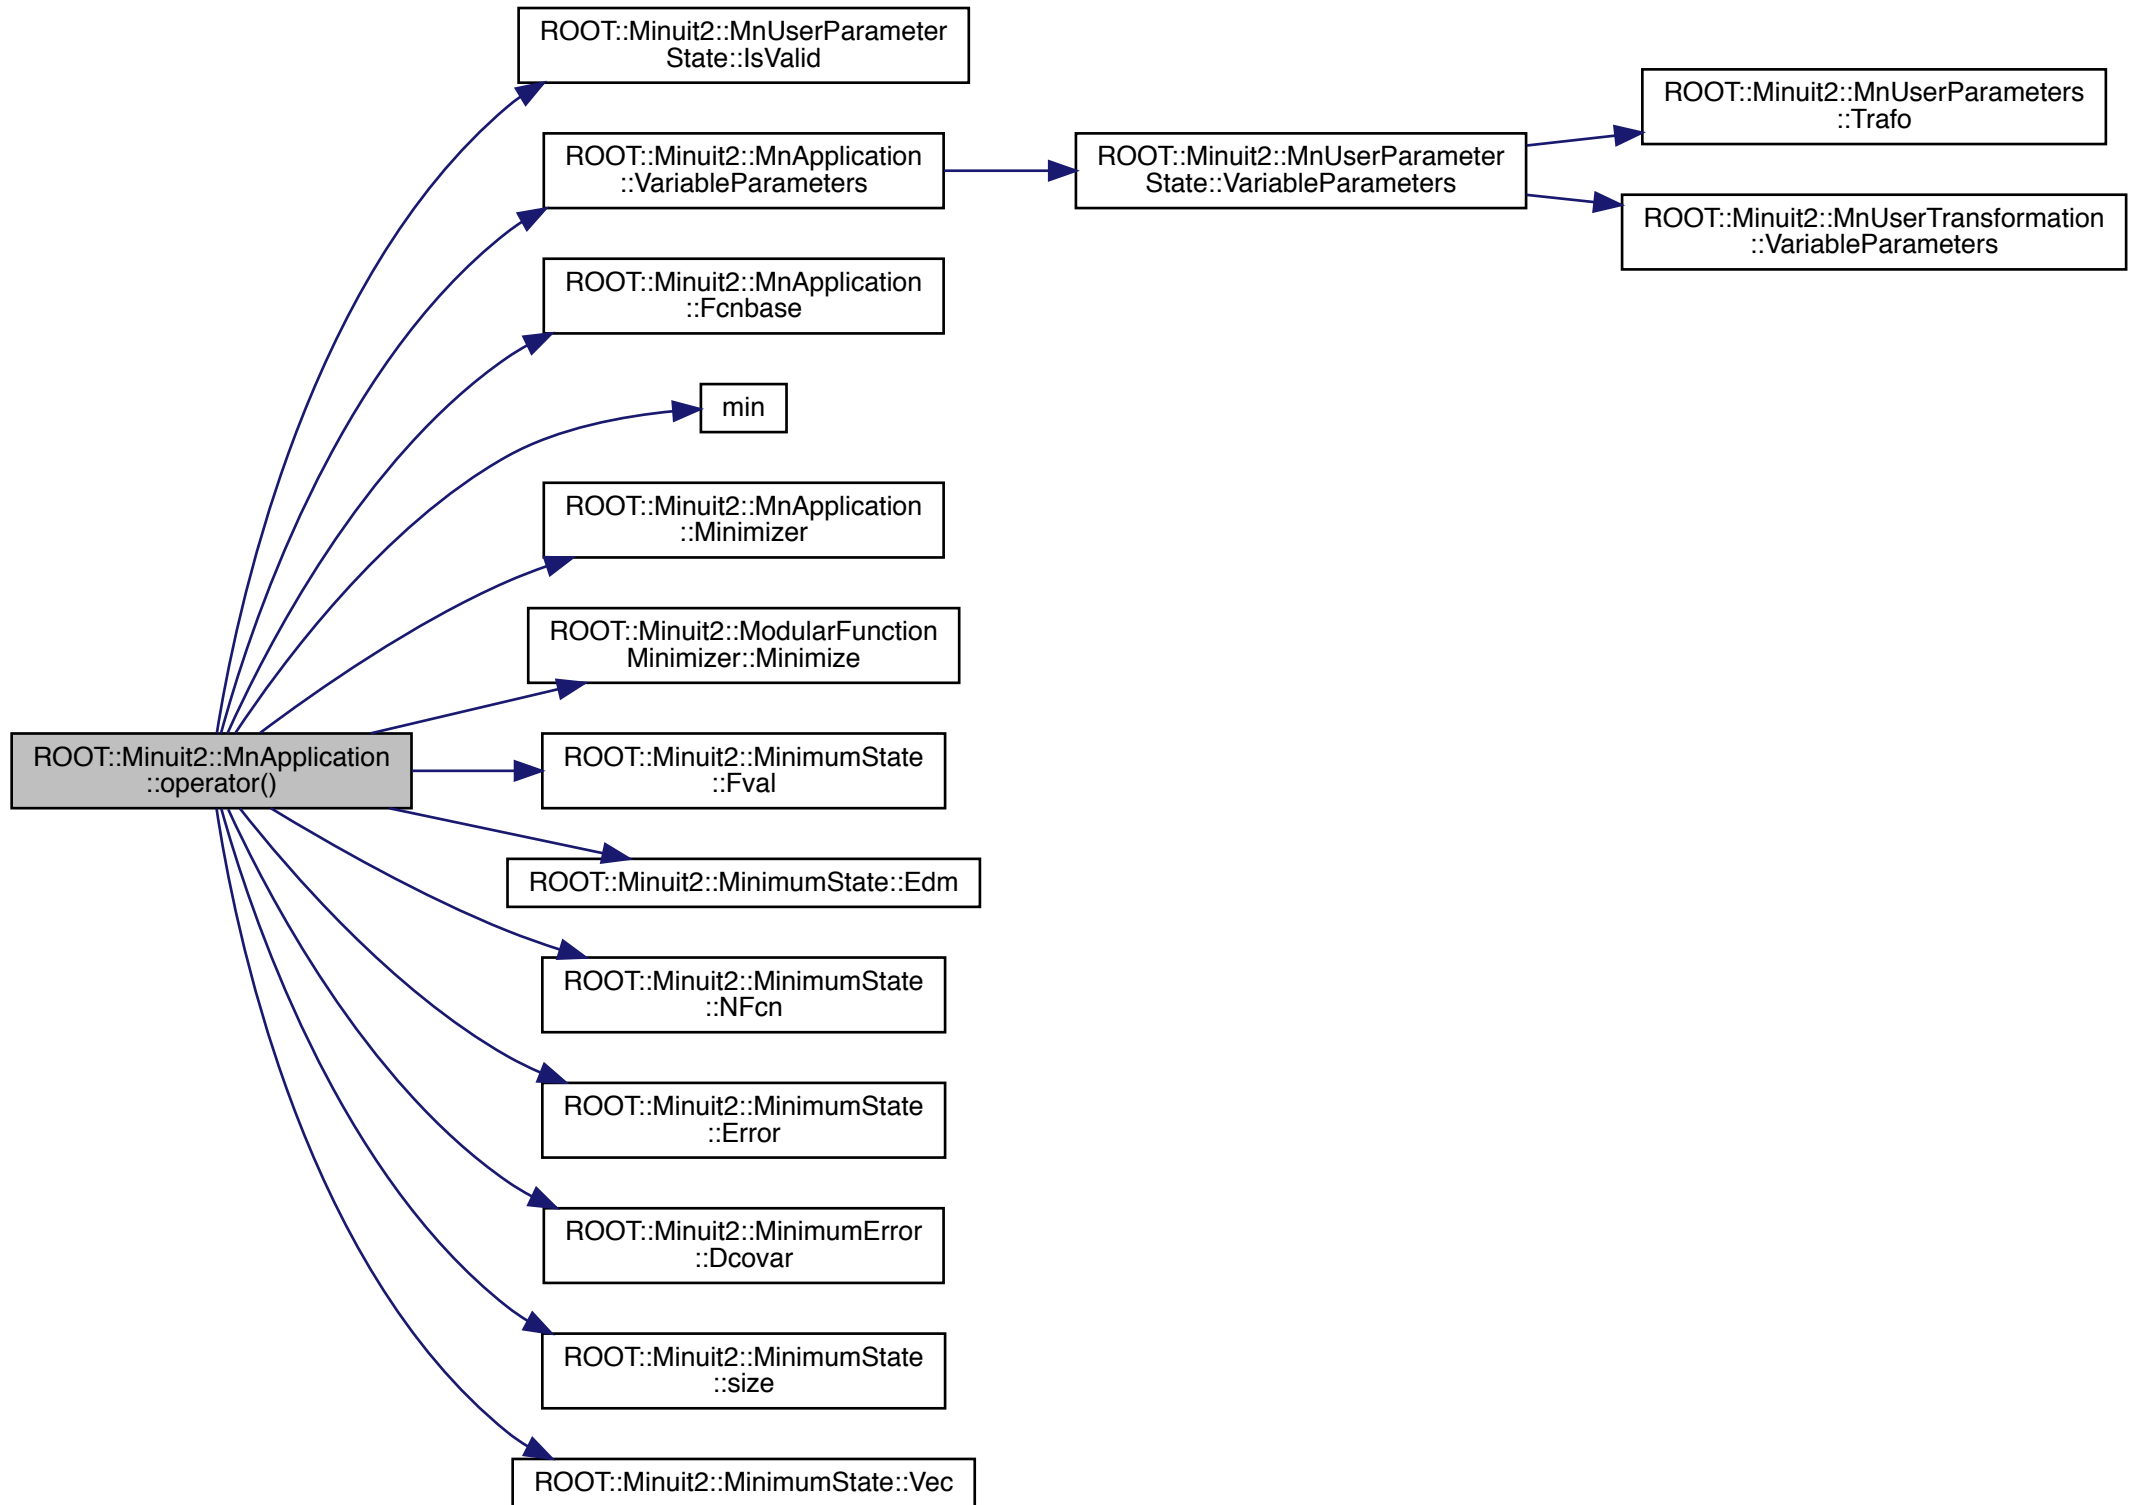 ROOT::Minuit2::MnUserParameter
State::IsValid
ROOT::Minuit2::MnApplication
::VariableParameters
ROOT::Minuit2::MnUserParameter
State::VariableParameters
ROOT::Minuit2::MnUserParameters
::Trafo
ROOT::Minuit2::MnUserTransformation
::VariableParameters
ROOT::Minuit2::MnApplication
::Fcnbase
min
ROOT::Minuit2::MnApplication
::Minimizer
ROOT::Minuit2::ModularFunction
Minimizer::Minimize
ROOT::Minuit2::MnApplication
::operator()
ROOT::Minuit2::MinimumState
::Fval
ROOT::Minuit2::MinimumState::Edm
ROOT::Minuit2::MinimumState
::NFcn
ROOT::Minuit2::MinimumState
::Error
ROOT::Minuit2::MinimumError
::Dcovar
ROOT::Minuit2::MinimumState
::size
ROOT::Minuit2::MinimumState::Vec